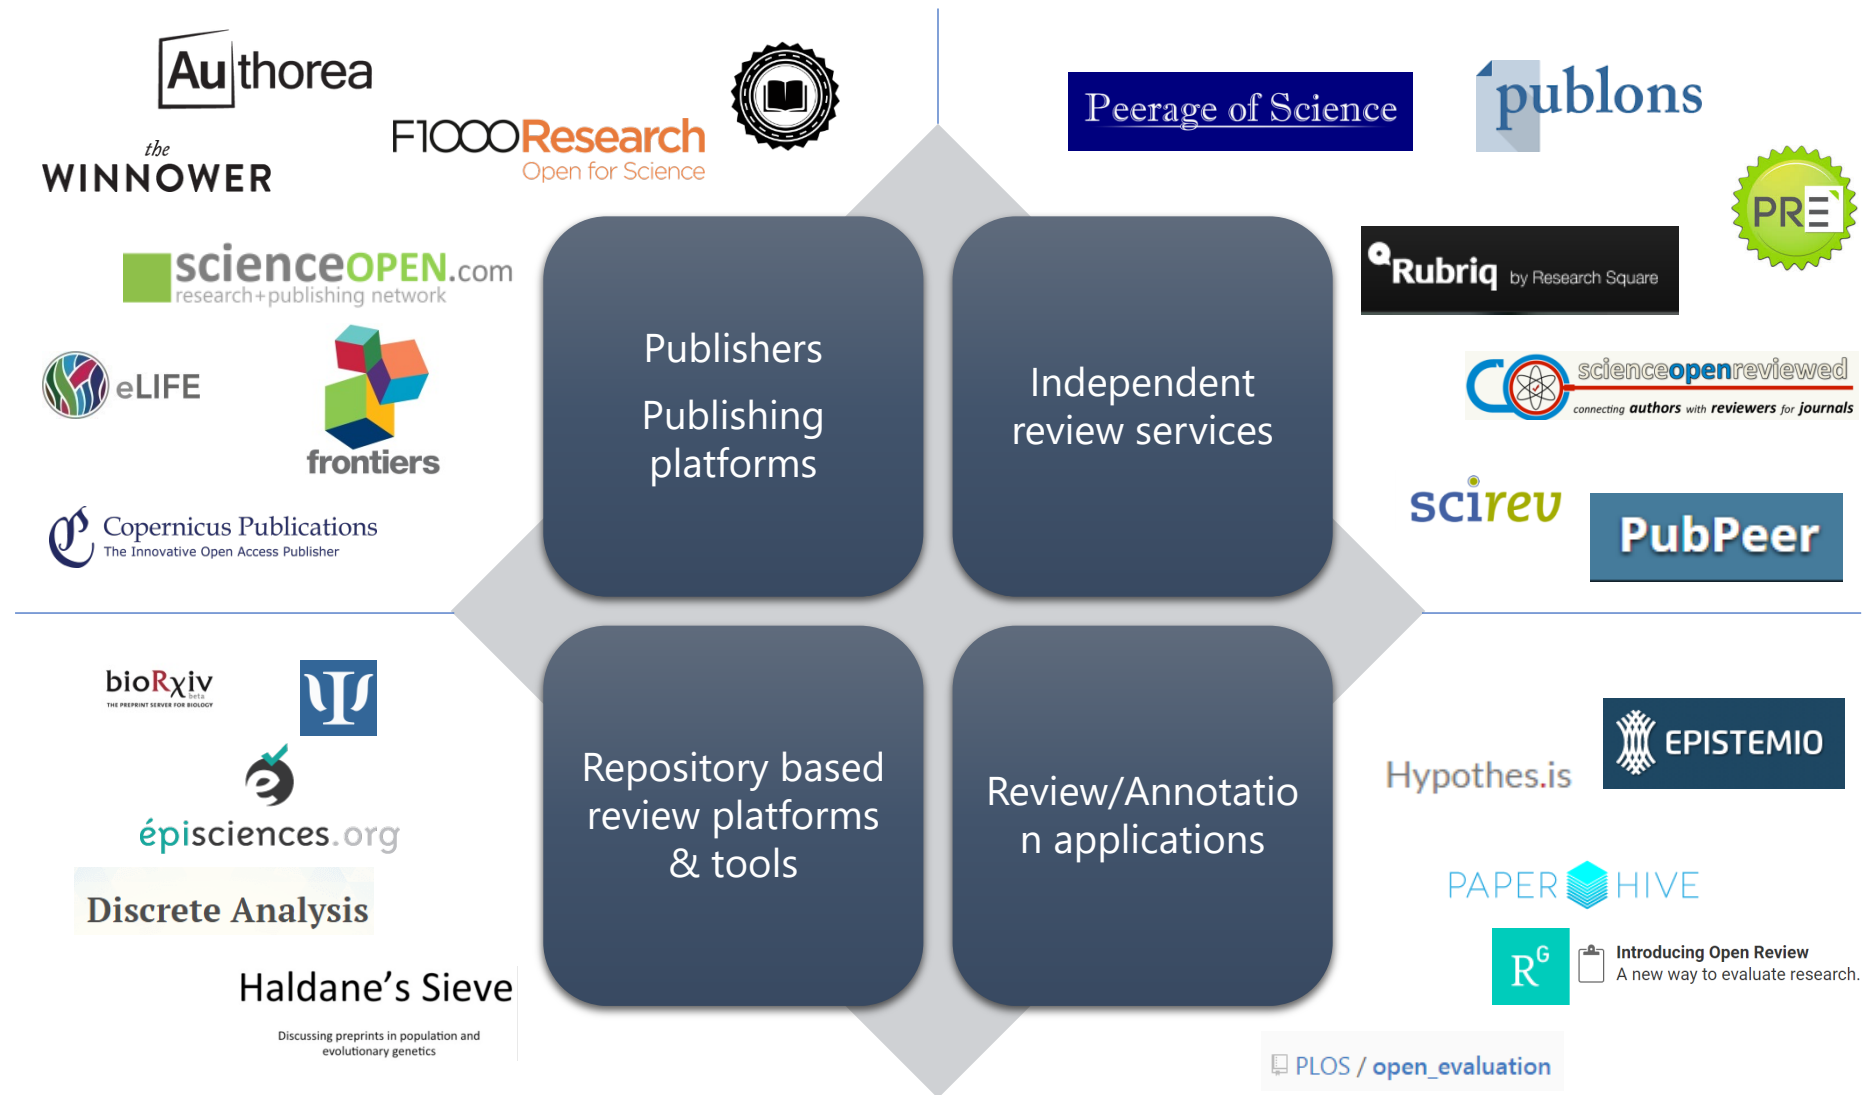 Authorea
the
WINNOWER
F1000Research
Open for Science
scienceOPEN.com
research+publishing network
eLIFE
frontiers
Copernicus Publications
The Innovative Open Access Publisher
Publishers
Publishing
platforms
Peerage of Science
publons
PRE
Rubriq by Research Square
scienceopenreviewed
connecting authors with reviewers for journals
scirev
PubPeer
Independent
review services
bioRχiv
beta
THE PREPRINT SERVER FOR BIOLOGY
Ψ
épisciences.org
Discrete Analysis
Haldane's Sieve
Discussing preprints in population and
evolutionary genetics
Repository based
review platforms
& tools
Review/Annotatio
n applications
EPISTEMIO
Hypothes.is
PAPER HIVE
RG
Introducing Open Review
A new way to evaluate research.
PLOS / open_evaluation